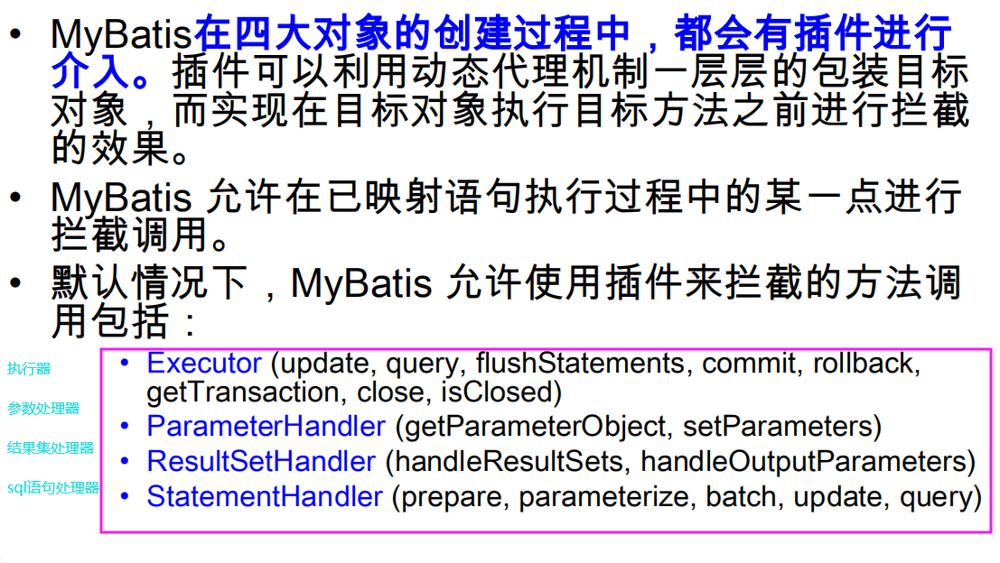 • MyBatis在四大对象的创建过程中，都会有插件进行
介入。插件可以利用动态代理机制一层层的包装目标
对象，而实现在目标对象执行目标方法之前进行拦截
的效果。
• MyBatis 允许在已映射语句执行过程中的某一点进行
拦截调用。
• 默认情况下，MyBatis 允许使用插件来拦截的方法调
用包括：
执行器
• Executor (update, query, flushStatements, commit, rollback,
getTransaction, close, isClosed)
参数处理器
• ParameterHandler (getParameterObject, setParameters)
结果集处理器
• ResultSetHandler (handleResultSets, handleOutputParameters)
sql语句处理器
• StatementHandler (prepare, parameterize, batch, update, query)